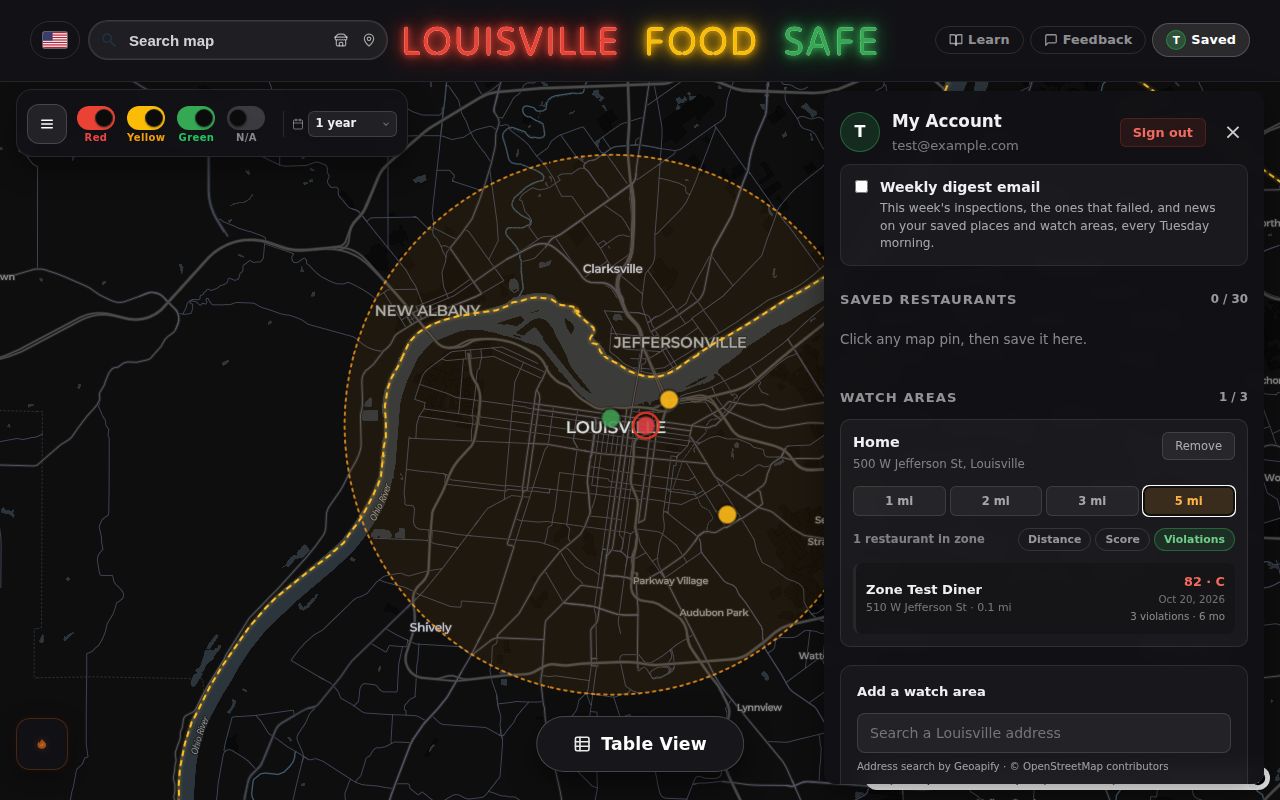 Search map
LOUISVILLE FOOD SAFE
Learn
Feedback
T Saved
Red
Yellow
Green
N/A
1 year
T
My Account
test@example.com
Sign out
Weekly digest email
This week's inspections, the ones that failed, and news
on your saved places and watch areas, every Tuesday
morning.
SAVED RESTAURANTS
0 / 30
Click any map pin, then save it here.
WATCH AREAS
1 / 3
Home
500 W Jefferson St, Louisville
Remove
1 mi
2 mi
3 mi
5 mi
1 restaurant in zone
Distance
Score
Violations
Zone Test Diner
510 W Jefferson St · 0.1 mi
82 · C
Oct 20, 2026
3 violations · 6 mo
Add a watch area
Search a Louisville address
Address search by Geoapify · © OpenStreetMap contributors
Clarksville
NEW ALBANY
JEFFERSONVILLE
LOUISVILLE
Ohio River
Parkway Village
Audubon Park
Shively
Lynnview
Ohio River
Table View